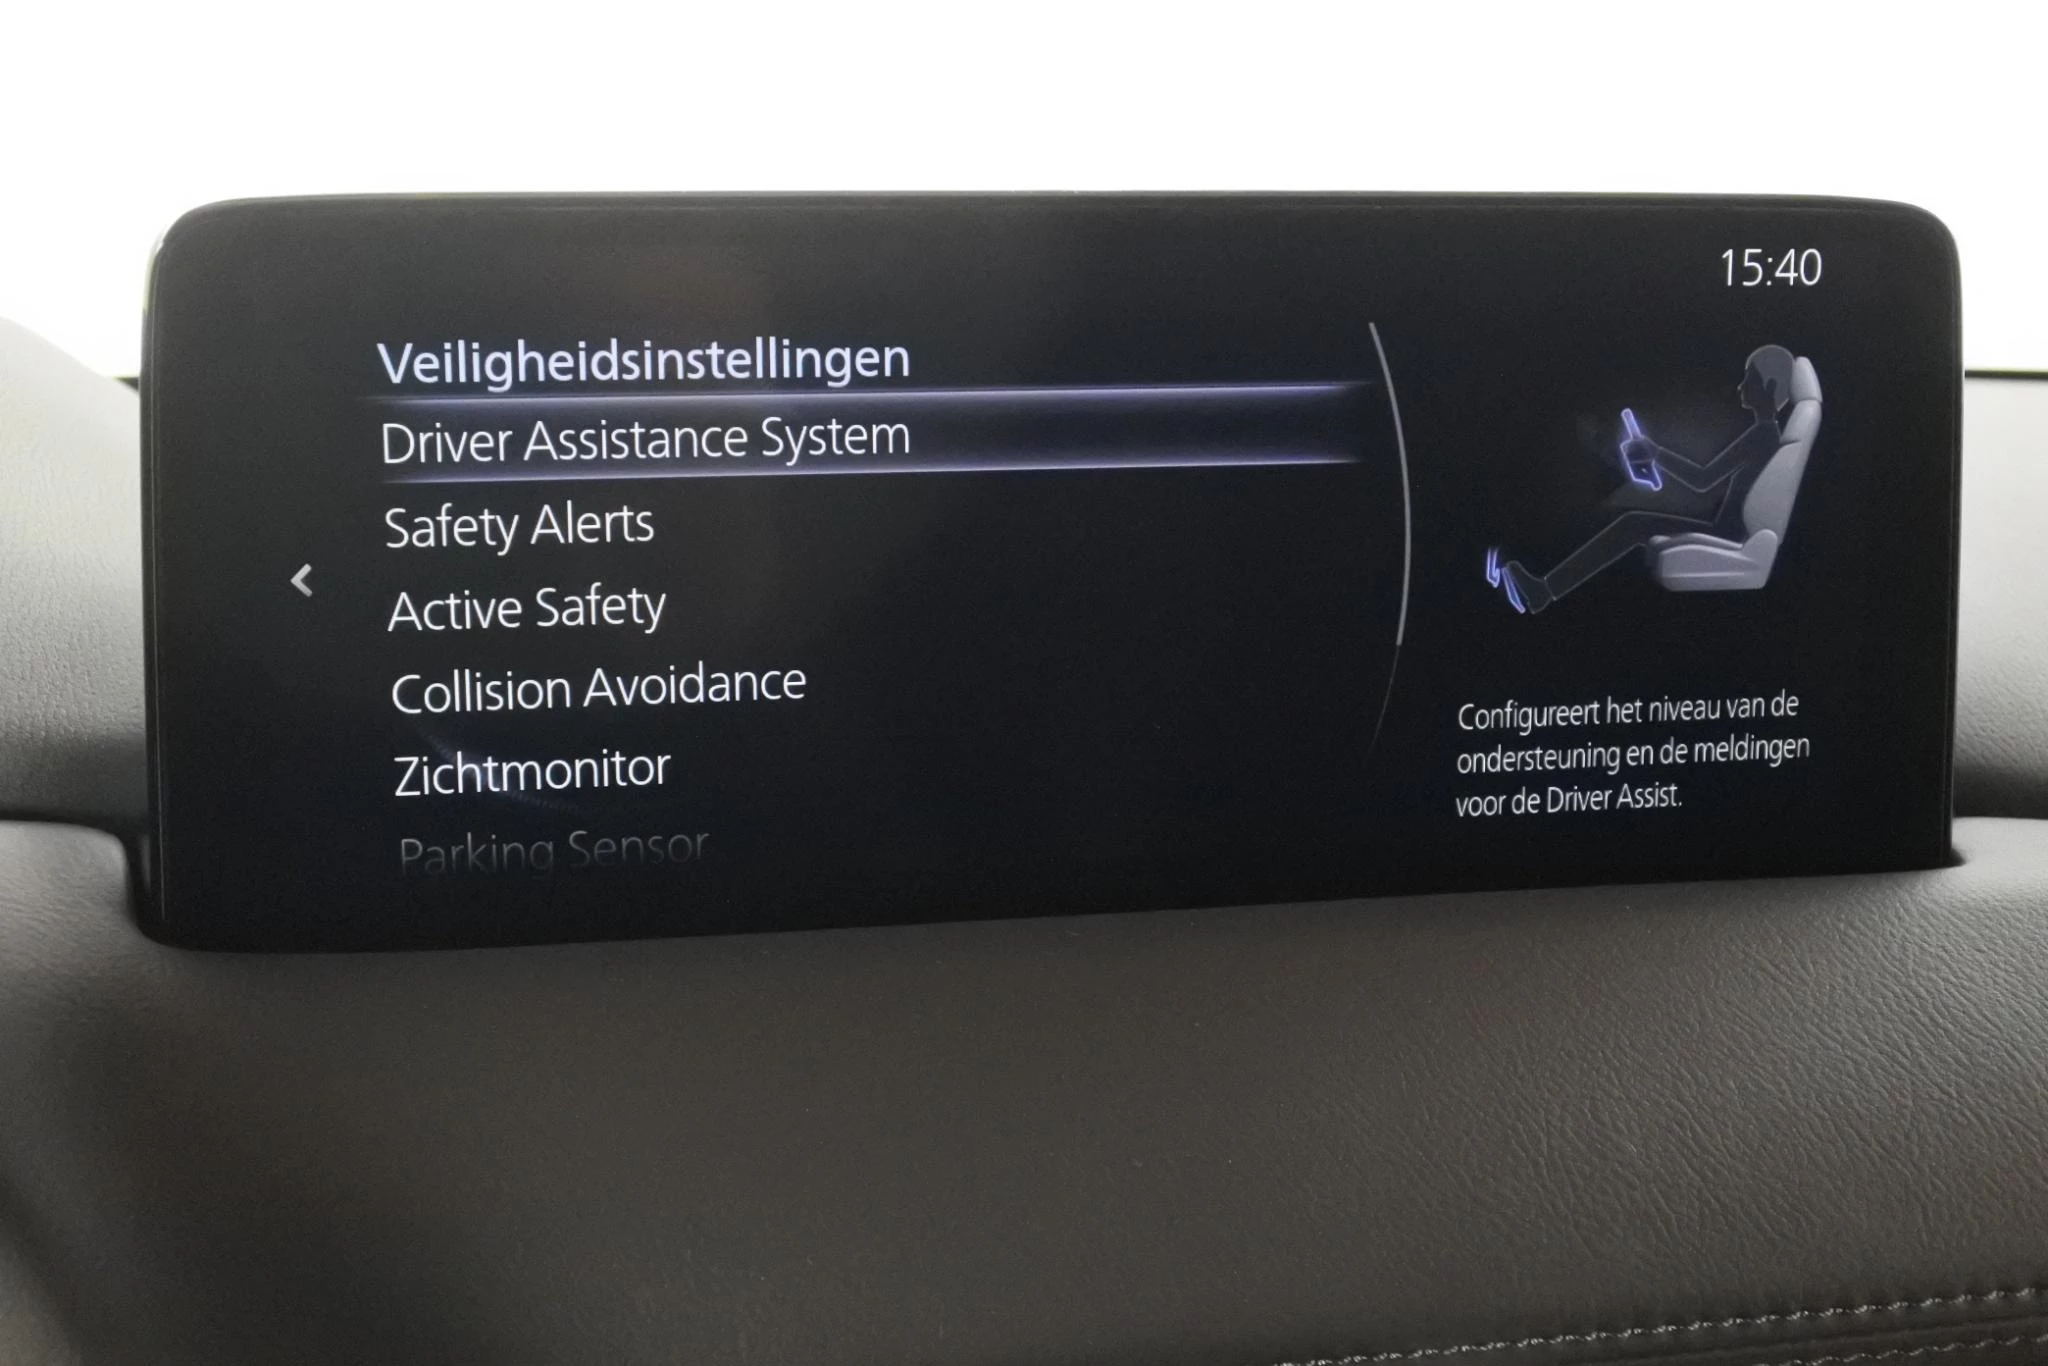 15:40
Veiligheidsinstellingen
Driver Assistance System
Safety Alerts
Active Safety
Collision Avoidance
Zichtmonitor
Parking Sensor
Configureert het niveau van de
ondersteuning en de meldingen
voor de Driver Assist.